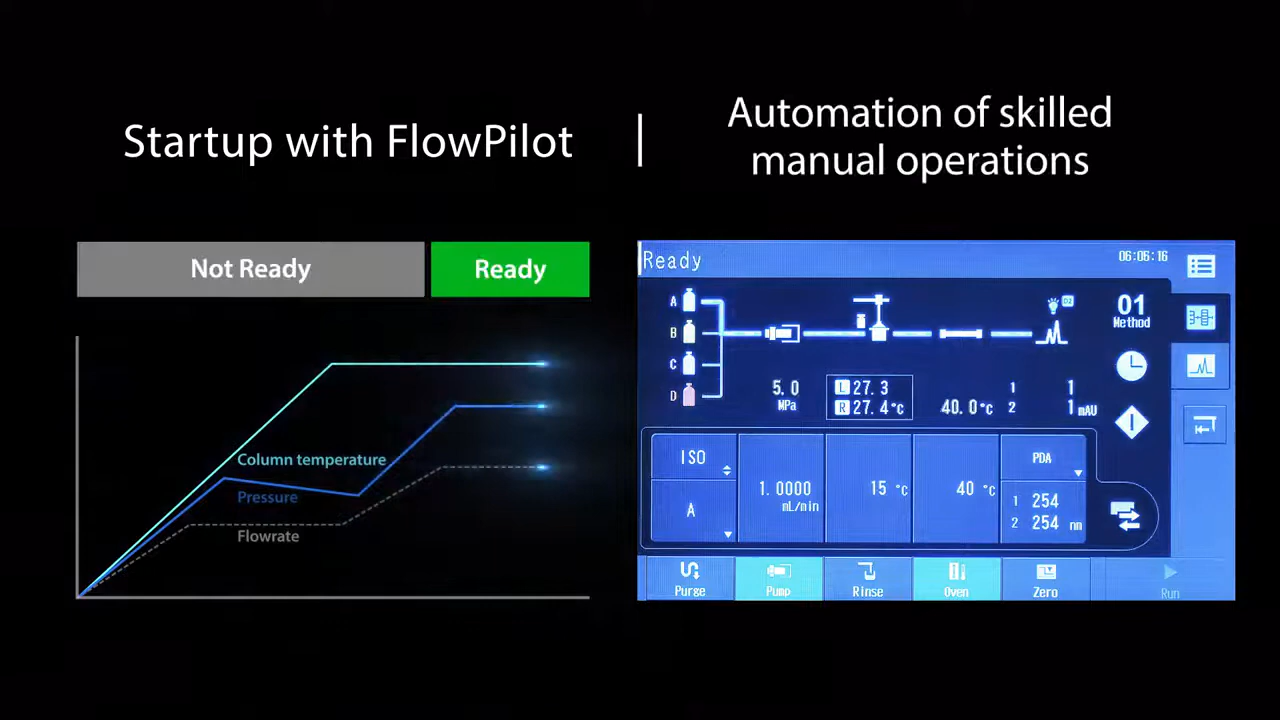 Startup with FlowPilot
Automation of skilled
manual operations
Not Ready
Ready
Column temperature
Pressure
Flowrate
Ready
06:05:16
A
B
C
D
D2
01
Method
5.0
MPa
L 27.3
R 27.4°C
40.0°C
1 1
2 1 mAU
ISO
A
1.0000
mL/min
15 °C
40 °C
PDA
1 254
2 254 nm
Purge
Pump
Rinse
Oven
Zero
Run